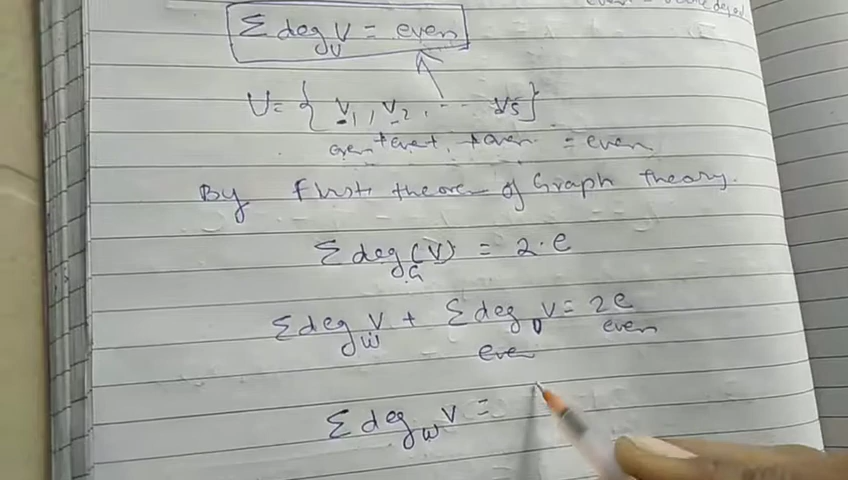 Σ deg_U V = even
U = { V1, V2, ... V5 }
even + even + even = even
By First theorem of Graph theory.
Σ deg_G (V) = 2·e
Σ deg_W V + Σ deg_U V = 2e
even even
Σ deg_W V =